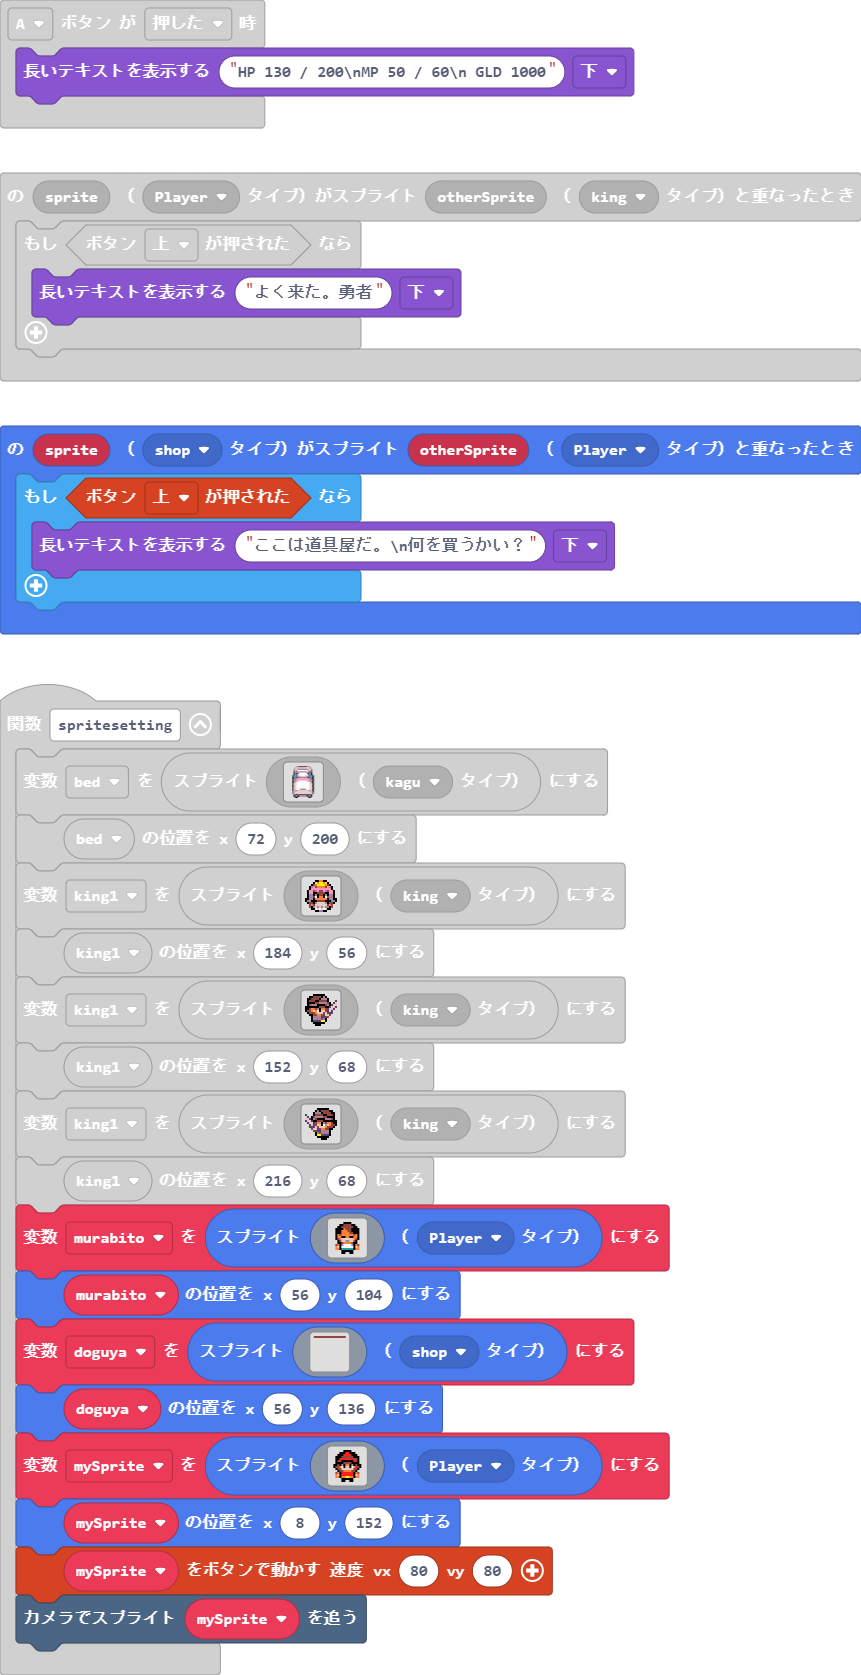 A ボタン が 押した 時
長いテキストを表示する "HP 130 / 200\nMP 50 / 60\n GLD 1000" 下
の sprite ( Player タイプ) がスプライト otherSprite ( king タイプ) と重なったとき
もし ボタン 上 が押された なら
長いテキストを表示する "よく来た。勇者" 下
の sprite ( shop タイプ) がスプライト otherSprite ( Player タイプ) と重なったとき
もし ボタン 上 が押された なら
長いテキストを表示する "ここは道具屋だ。\n何を買うかい？" 下
関数 spritesetting
変数 bed を スプライト ( kagu タイプ) にする
bed の位置を x 72 y 200 にする
変数 king1 を スプライト ( king タイプ) にする
king1 の位置を x 184 y 56 にする
変数 king1 を スプライト ( king タイプ) にする
king1 の位置を x 152 y 68 にする
変数 king1 を スプライト ( king タイプ) にする
king1 の位置を x 216 y 68 にする
変数 murabito を スプライト ( Player タイプ) にする
murabito の位置を x 56 y 104 にする
変数 doguya を スプライト ( shop タイプ) にする
doguya の位置を x 56 y 136 にする
変数 mySprite を スプライト ( Player タイプ) にする
mySprite の位置を x 8 y 152 にする
mySprite をボタンで動かす 速度 vx 80 vy 80
カメラでスプライト mySprite を追う